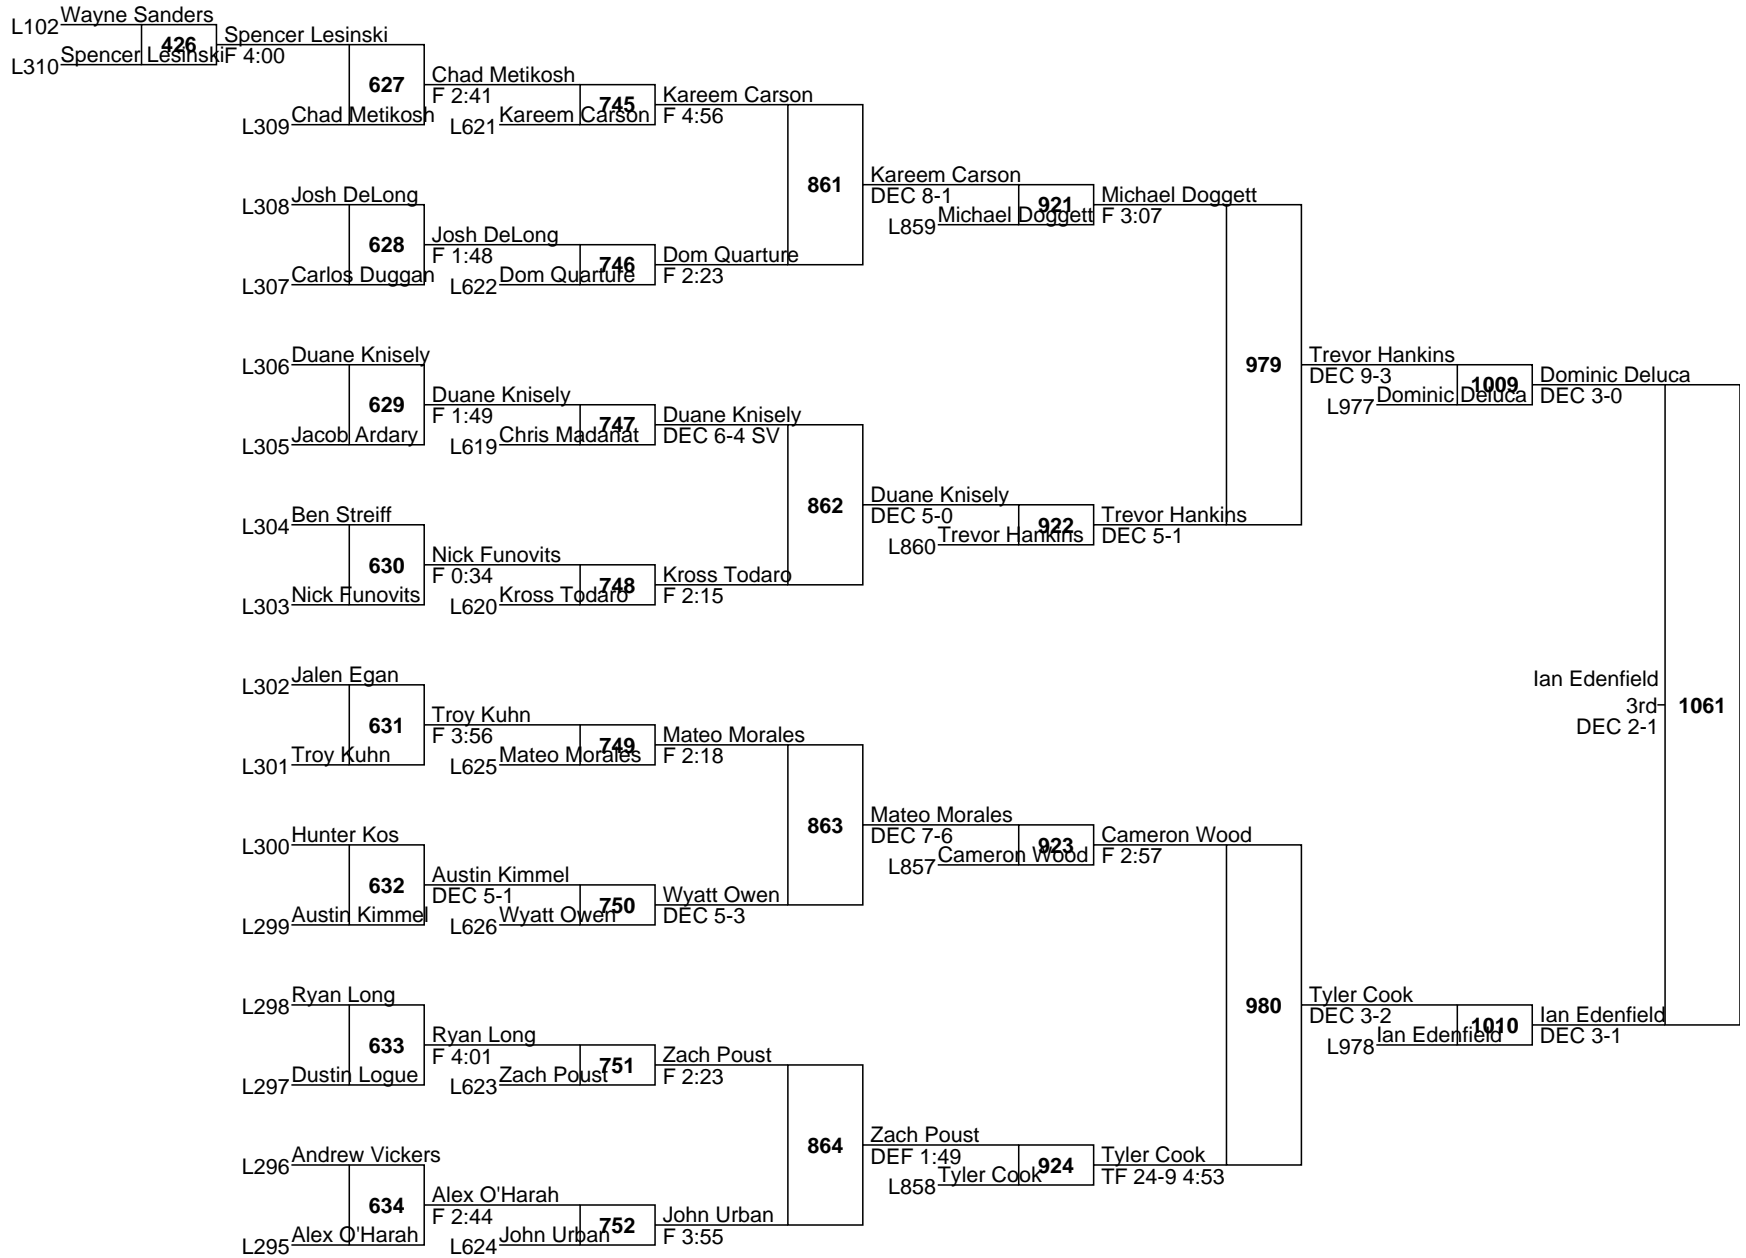 L102 Wayne Sanders
426
L310 Spencer Lesinski
Spencer Lesinski
F 4:00
627
L309 Chad Metikosh
Chad Metikosh
F 2:41
745
L621 Kareem Carson
Kareem Carson
F 4:56
861
L308 Josh DeLong
628
L307 Carlos Duggan
Josh DeLong
F 1:48
746
L622 Dom Quarture
Dom Quarture
F 2:23
Kareem Carson
DEC 8-1
921
L859 Michael Doggett
Michael Doggett
F 3:07
979
L306 Duane Knisely
629
L305 Jacob Ardary
Duane Knisely
F 1:49
747
L619 Chris Madanat
Duane Knisely
DEC 6-4 SV
862
L304 Ben Streiff
630
L303 Nick Funovits
Nick Funovits
F 0:34
748
L620 Kross Todaro
Kross Todaro
F 2:15
Duane Knisely
DEC 5-0
922
L860 Trevor Hankins
Trevor Hankins
DEC 5-1
Trevor Hankins
DEC 9-3
1009
L977 Dominic Deluca
Dominic Deluca
DEC 3-0
L302 Jalen Egan
631
L301 Troy Kuhn
Troy Kuhn
F 3:56
749
L625 Mateo Morales
Mateo Morales
F 2:18
863
L300 Hunter Kos
632
L299 Austin Kimmel
Austin Kimmel
DEC 5-1
750
L626 Wyatt Owen
Wyatt Owen
DEC 5-3
Mateo Morales
DEC 7-6
923
L857 Cameron Wood
Cameron Wood
F 2:57
980
L298 Ryan Long
633
L297 Dustin Logue
Ryan Long
F 4:01
751
L623 Zach Poust
Zach Poust
F 2:23
864
L296 Andrew Vickers
634
L295 Alex O'Harah
Alex O'Harah
F 2:44
752
L624 John Urban
John Urban
F 3:55
Zach Poust
DEF 1:49
924
L858 Tyler Cook
Tyler Cook
TF 24-9 4:53
Tyler Cook
DEC 3-2
1010
L978 Ian Edenfield
Ian Edenfield
DEC 3-1
Ian Edenfield
3rd
1061
DEC 2-1